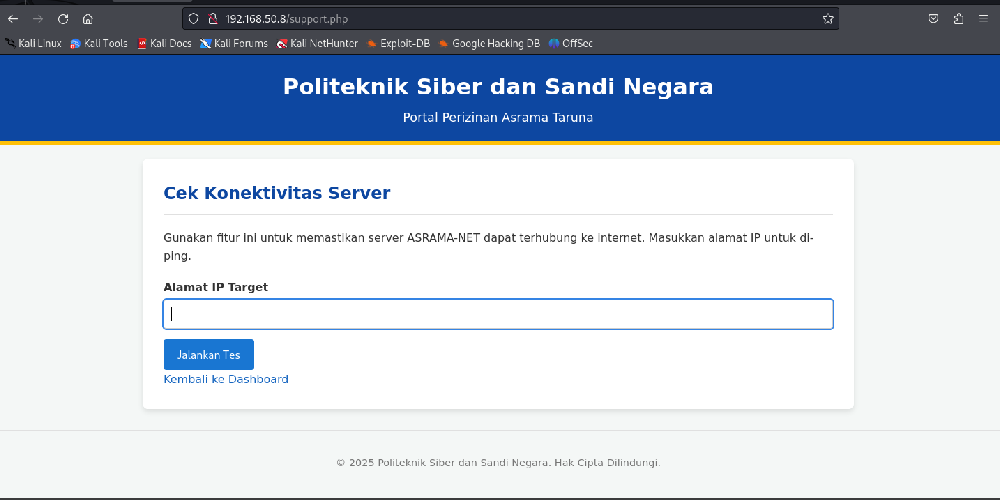 192.168.50.8/support.php
Kali Linux Kali Tools Kali Docs Kali Forums Kali NetHunter Exploit-DB Google Hacking DB OffSec
Politeknik Siber dan Sandi Negara
Portal Perizinan Asrama Taruna
Cek Konektivitas Server
Gunakan fitur ini untuk memastikan server ASRAMA-NET dapat terhubung ke internet. Masukkan alamat IP untuk di-
ping.
Alamat IP Target
Jalankan Tes
Kembali ke Dashboard
© 2025 Politeknik Siber dan Sandi Negara. Hak Cipta Dilindungi.